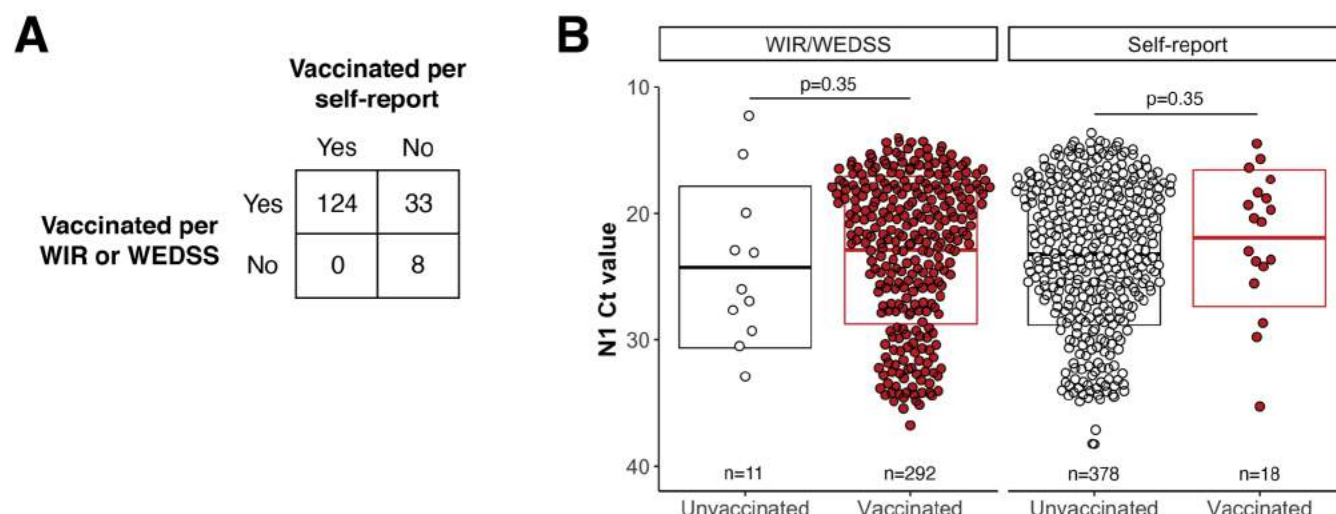 A
Vaccinated per
self-report
Yes No
Vaccinated per
WIR or WEDSS
Yes 124 33
No 0 8
B
WIR/WEDSS Self-report
p=0.35 p=0.35
N1 Ct value
10
20
30
40
n=11 n=292 n=378 n=18
Unvaccinated Vaccinated Unvaccinated Vaccinated